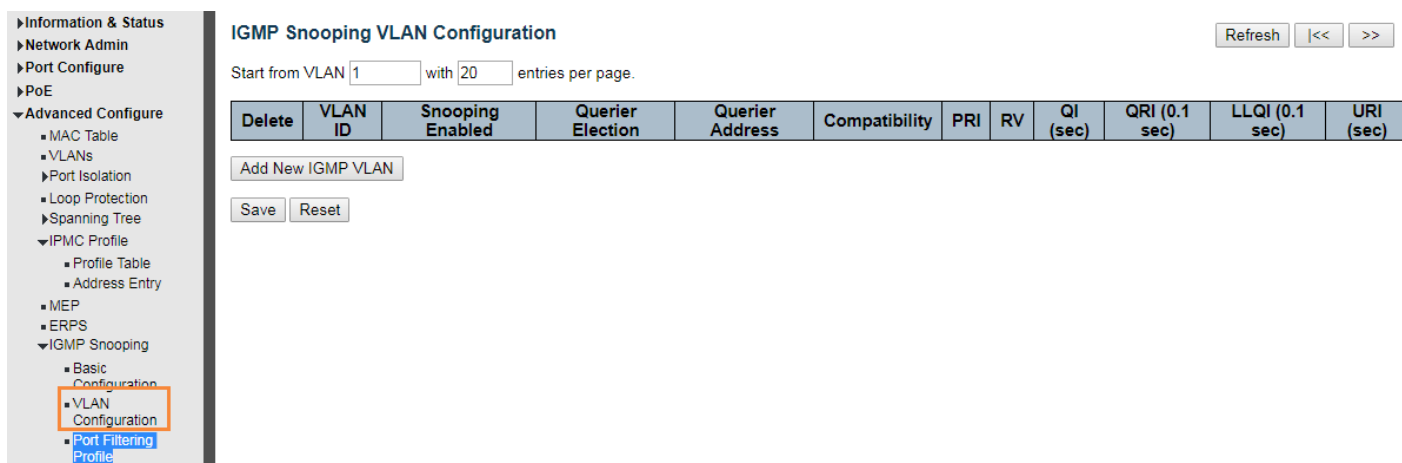 Information & Status
Network Admin
Port Configure
PoE
Advanced Configure
MAC Table
VLANs
Port Isolation
Loop Protection
Spanning Tree
IPMC Profile
Profile Table
Address Entry
MEP
ERPS
IGMP Snooping
Basic
Configuration
VLAN
Configuration
Port Filtering
Profile
IGMP Snooping VLAN Configuration
Refresh |<< >>
Start from VLAN 1 with 20 entries per page.
Delete VLAN ID Snooping Enabled Querier Election Querier Address Compatibility PRI RV QI (sec) QRI (0.1 sec) LLQI (0.1 sec) URI (sec)
Add New IGMP VLAN
Save Reset